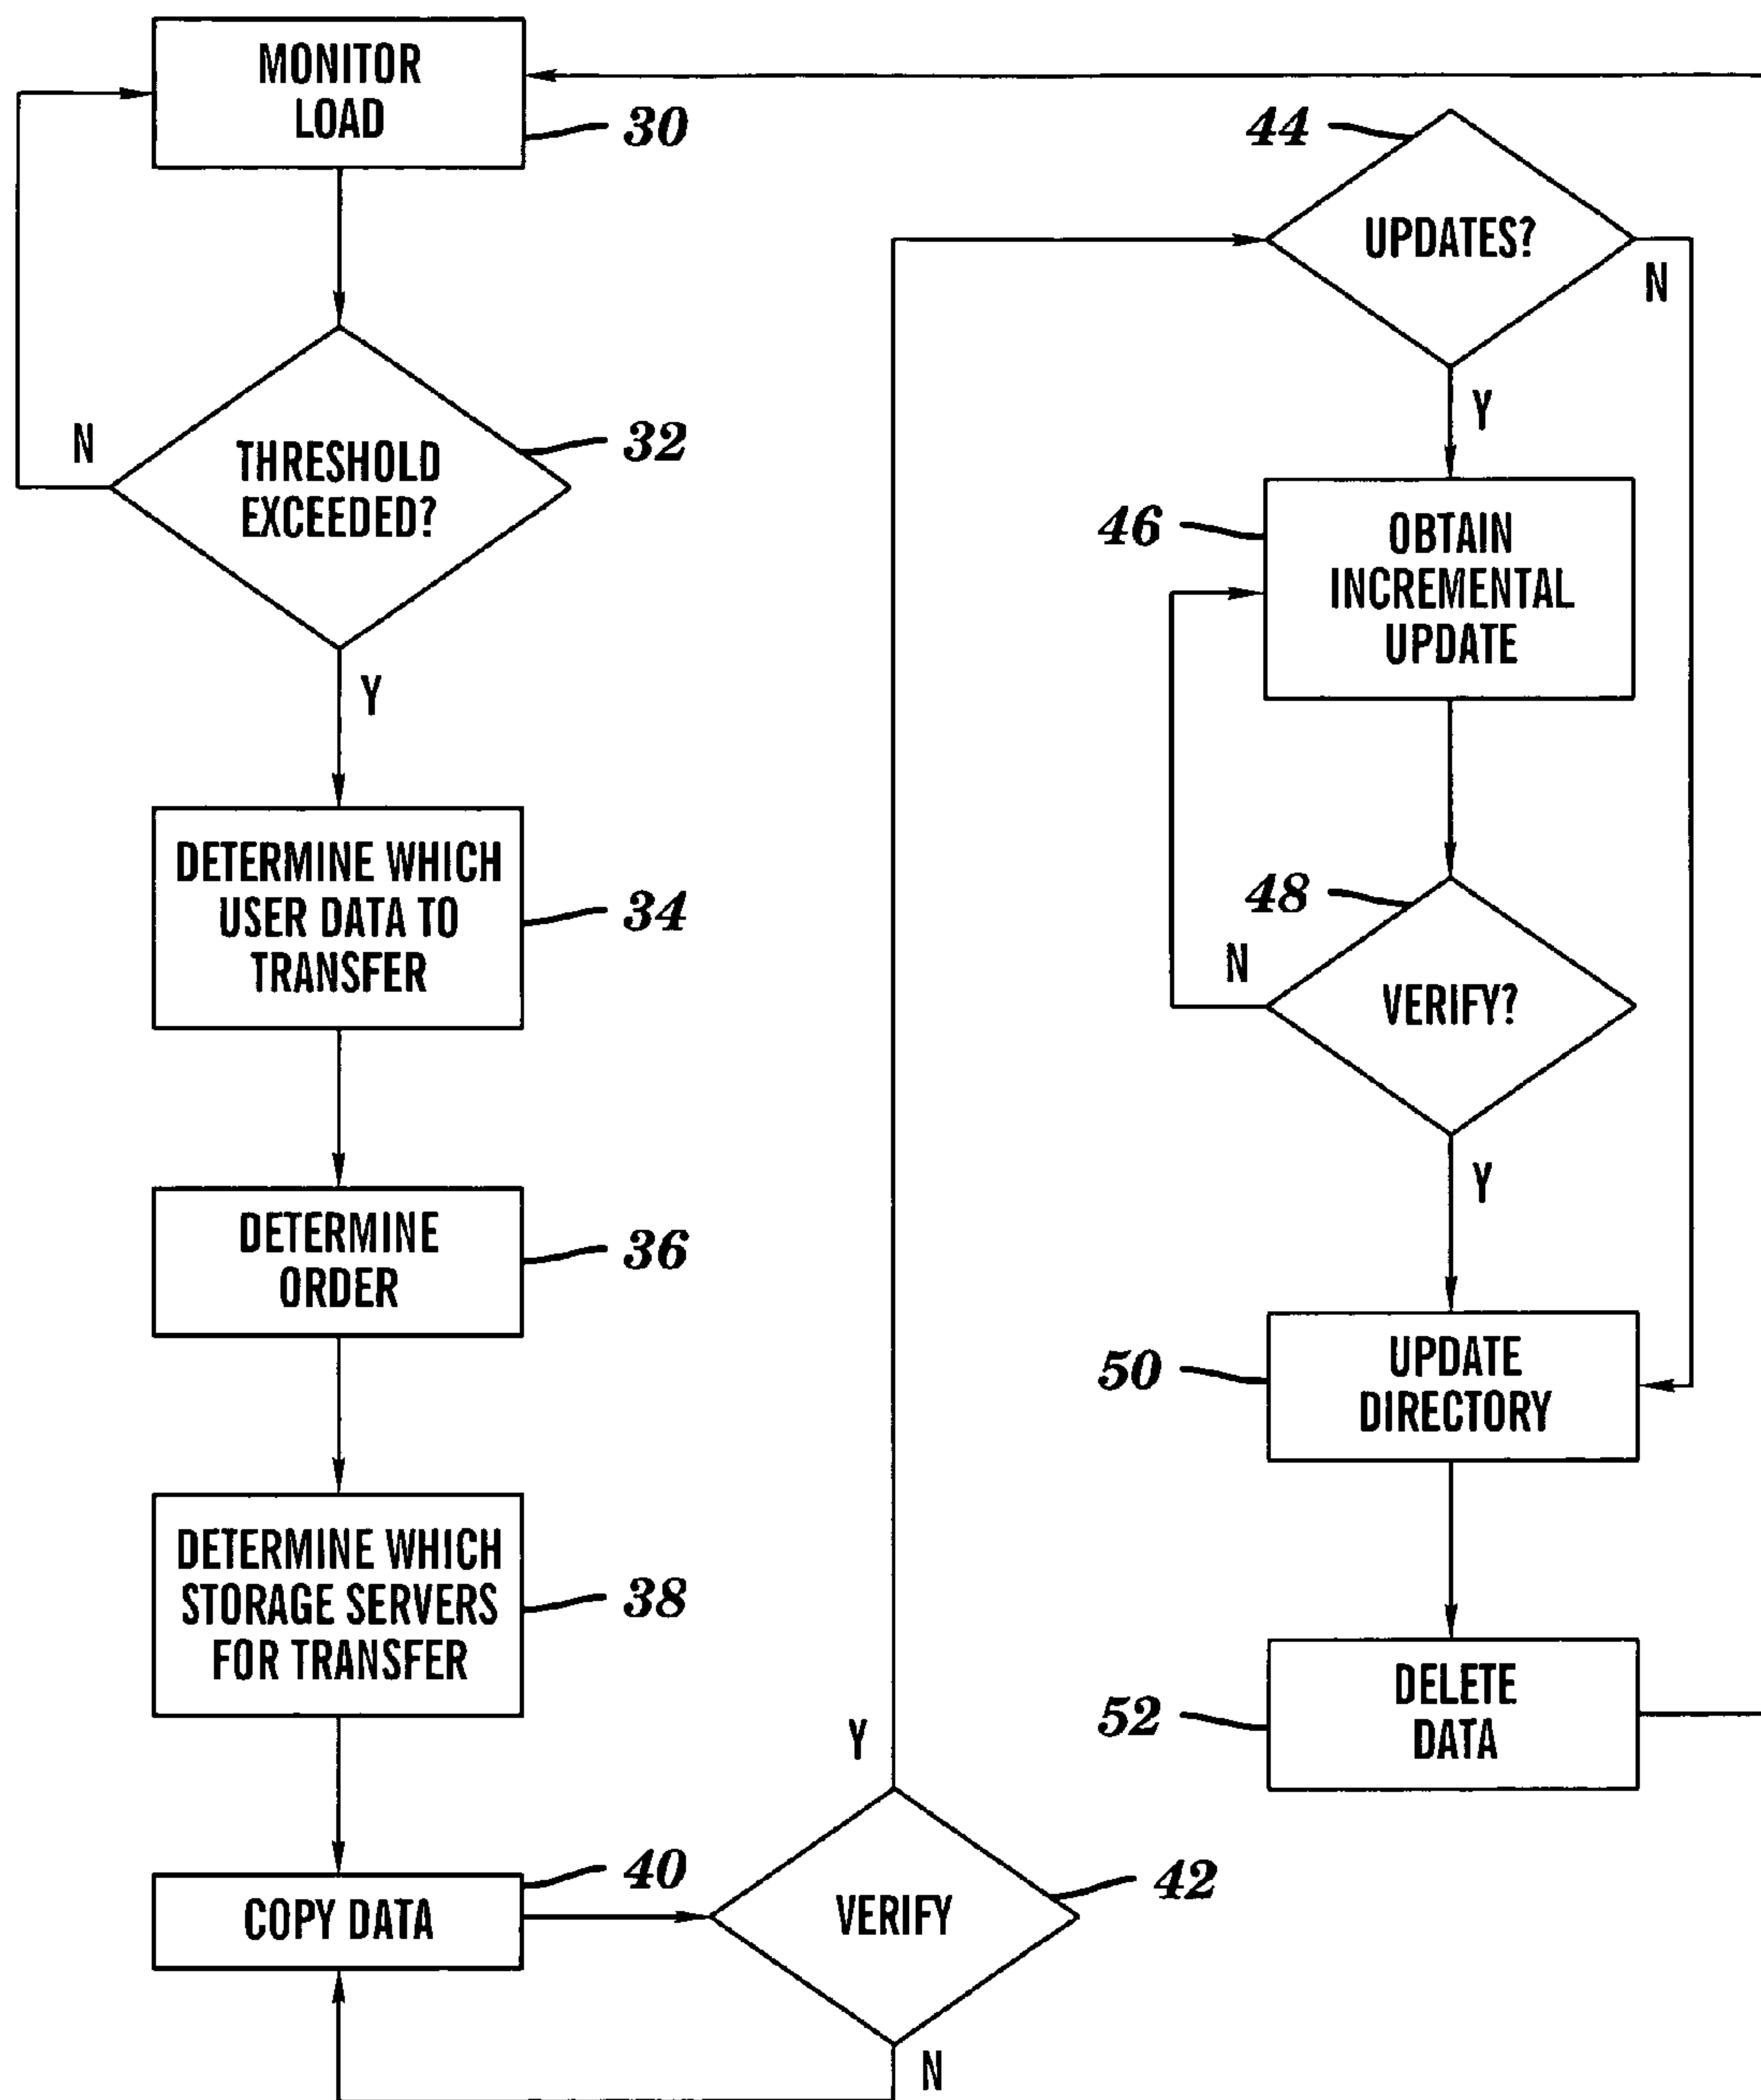 MONITOR
LOAD
30
THRESHOLD
EXCEEDED?
32
N
Y
DETERMINE WHICH
USER DATA TO
TRANSFER
34
DETERMINE
ORDER
36
DETERMINE WHICH
STORAGE SERVERS
FOR TRANSFER
38
COPY DATA
40
VERIFY
42
Y
N
44
UPDATES?
N
Y
46
OBTAIN
INCREMENTAL
UPDATE
48
N
VERIFY?
Y
50
UPDATE
DIRECTORY
52
DELETE
DATA